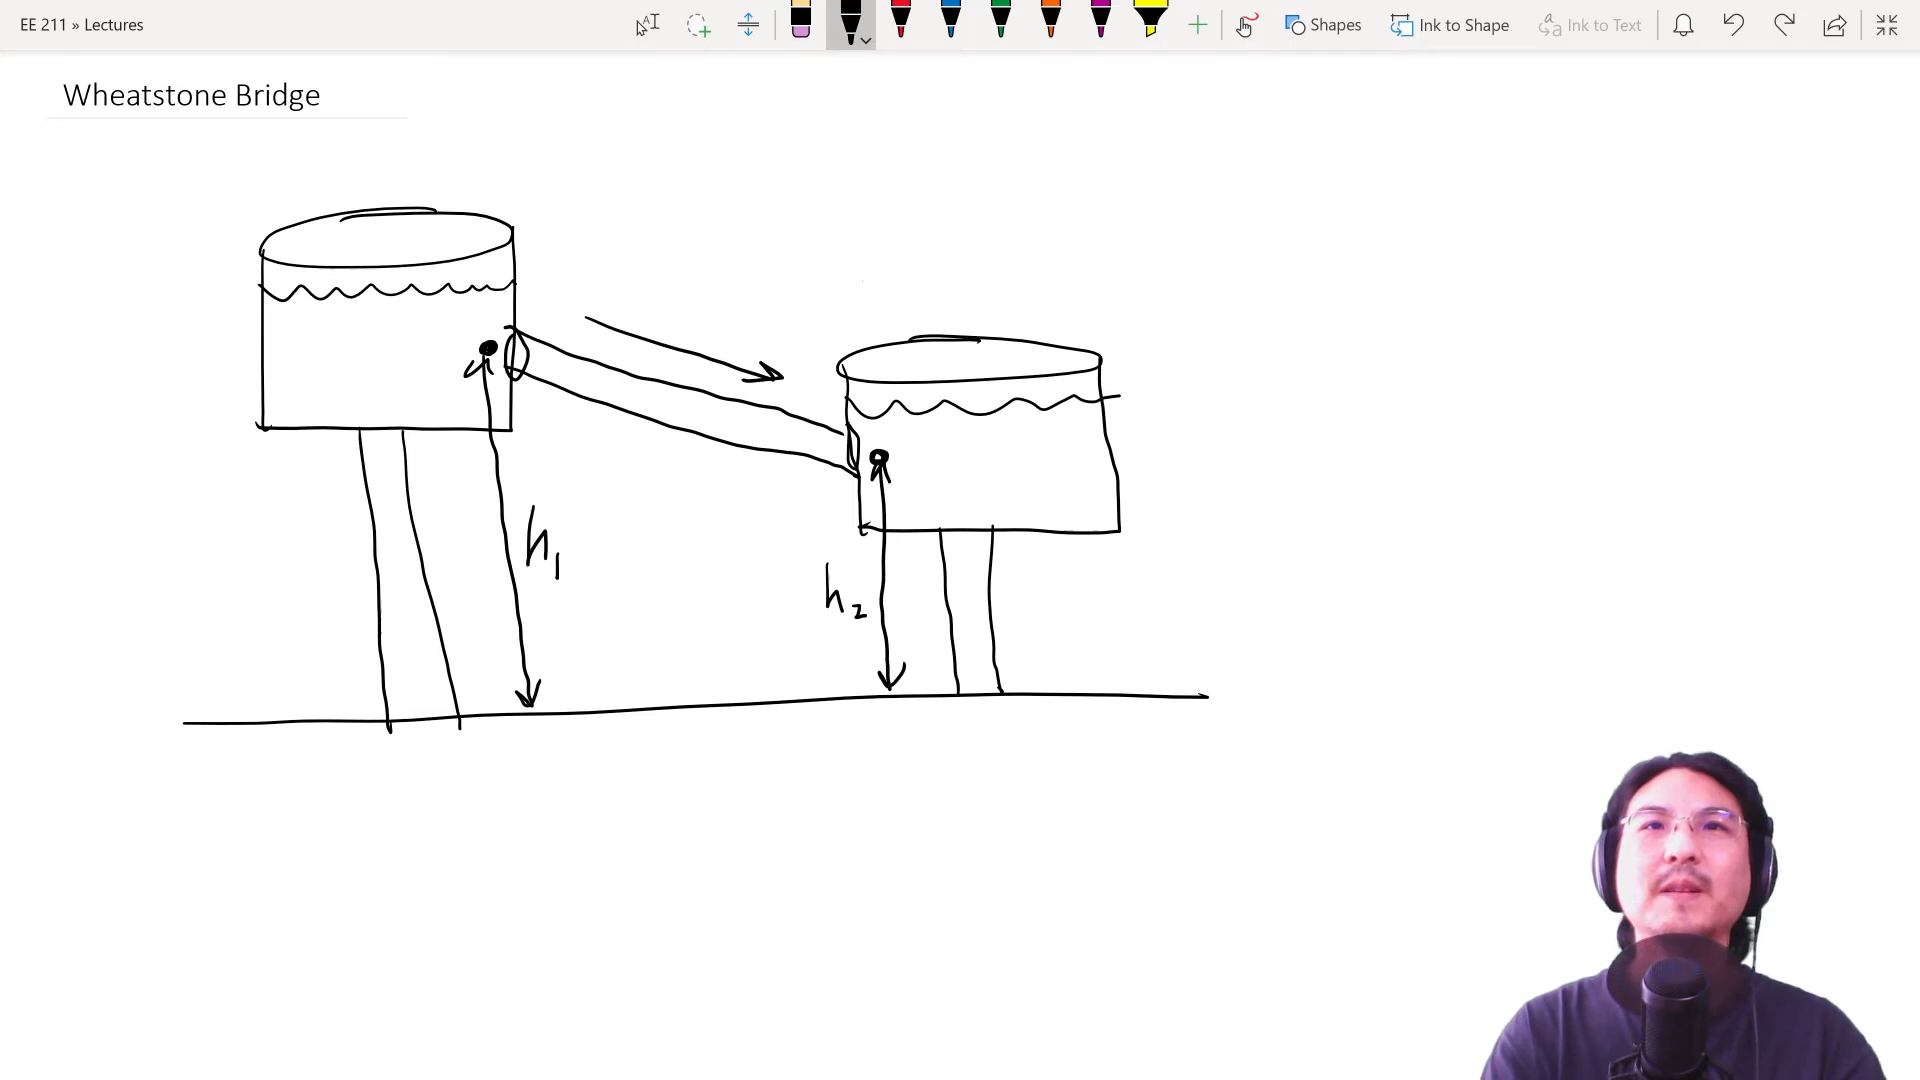 EE 211 » Lectures
Shapes
Ink to Shape
Ink to Text
Wheatstone Bridge
h₁
h₂